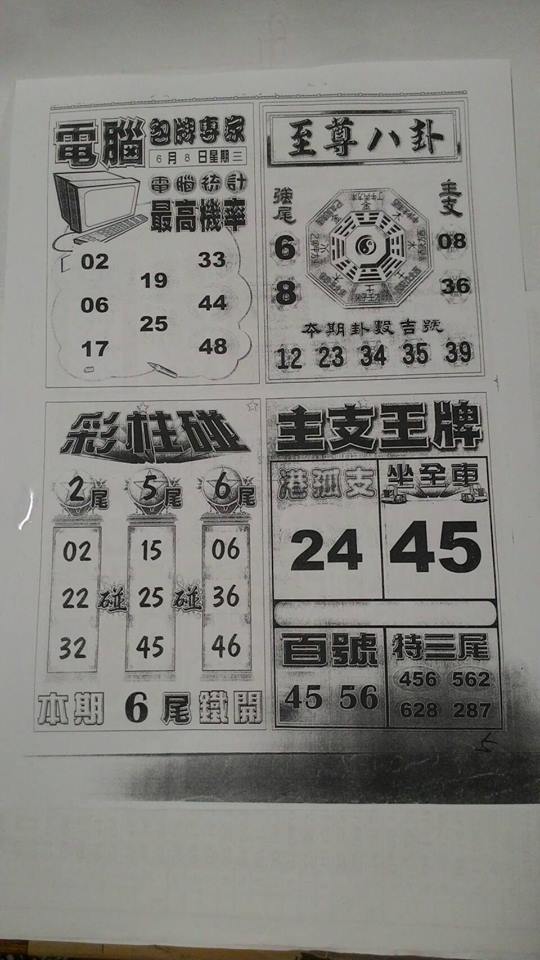 電腦 包牌專家
6月8日星期三
電腦統計
最高機率
02 33
19
06 44
25
17 48
至尊八卦
強尾 主支
6 08
8 36
本期卦數吉號
12 23 34 35 39
彩柱碰
2尾 5尾 6尾
02 15 06
22 碰 25 碰 36
32 45 46
本期 6 尾 鐵開
主支王牌
港孤支 坐全車
24 45
百號 特三尾
45 56
456 562
628 287